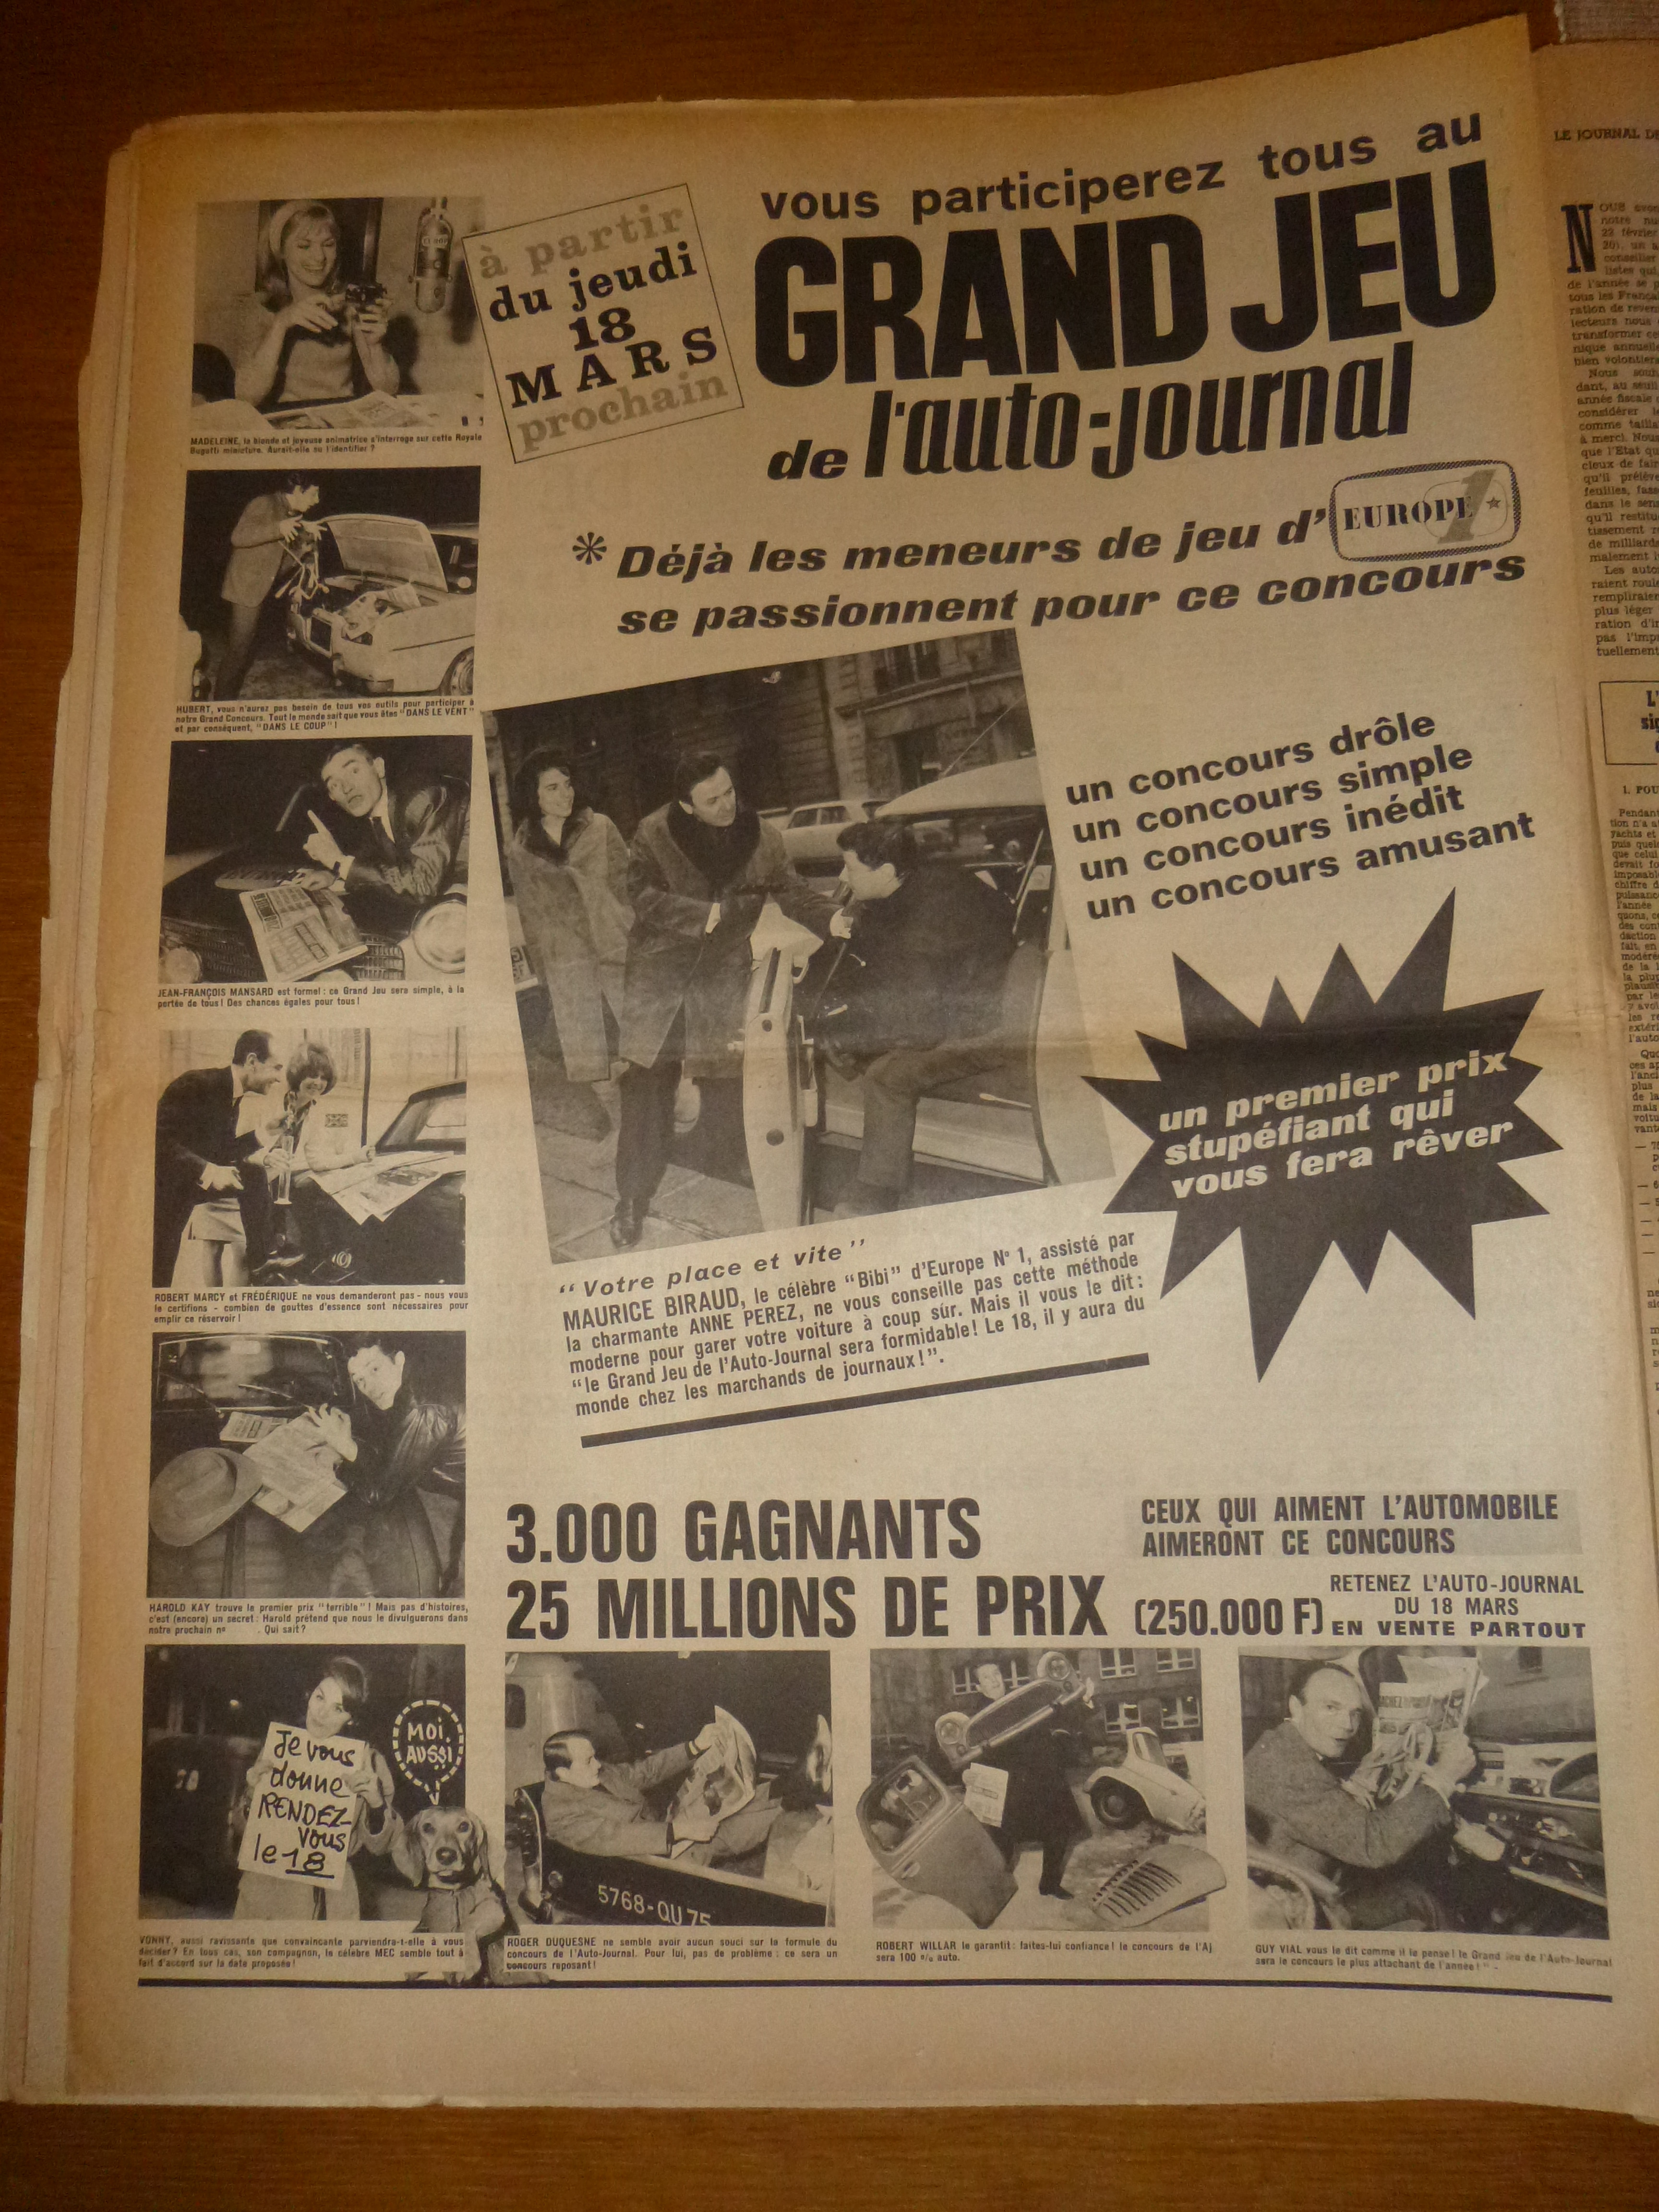 vous participerez tous au
GRAND JEU
de l'auto-journal
à partir
du jeudi
18
MARS
prochain
* Déjà les meneurs de jeu d'EUROPE 1
se passionnent pour ce concours
MADELEINE, la blonde et joyeuse animatrice s'interroge sur cette Royale
Bugatti miniature. Aurait-elle su l'identifier ?
HUBERT, vous n'aurez pas besoin de tous vos outils pour participer à
notre Grand Concours. Tout le monde sait que vous êtes "DANS LE VENT"
et par conséquent, "DANS LE COUP" !
JEAN-FRANÇOIS MANSARD est formel : ce Grand Jeu sera simple, à la
portée de tous ! Des chances égales pour tous !
ROBERT MARCY et FRÉDÉRIQUE ne vous demanderont pas - nous vous
le certifions - combien de gouttes d'essence sont nécessaires pour
emplir ce réservoir !
HAROLD KAY trouve le premier prix "terrible" ! Mais pas d'histoires,
c'est (encore) un secret : Harold prétend que nous le divulguerons dans
notre prochain nº . Qui sait ?
un concours drôle
un concours simple
un concours inédit
un concours amusant
un premier prix
stupéfiant qui
vous fera rêver
"Votre place et vite"
MAURICE BIRAUD, le célèbre "Bibi" d'Europe Nº 1, assisté par
la charmante ANNE PEREZ, ne vous conseille pas cette méthode
moderne pour garer votre voiture à coup sûr. Mais il vous le dit :
"le Grand Jeu de l'Auto-Journal sera formidable ! Le 18, il y aura du
monde chez les marchands de journaux !".
3.000 GAGNANTS
25 MILLIONS DE PRIX (250.000 F)
CEUX QUI AIMENT L'AUTOMOBILE
AIMERONT CE CONCOURS
RETENEZ L'AUTO-JOURNAL
DU 18 MARS
EN VENTE PARTOUT
Je vous
donne
RENDEZ-
vous
le 18
MOI
AUSSI
5768-QU 75
VONNY, aussi ravissante que convaincante parviendra-t-elle à vous
décider ? En tous cas, son compagnon, le célèbre MEC semble tout à
fait d'accord sur la date proposée !
ROGER DUQUESNE ne semble avoir aucun souci sur la formule du
concours de l'Auto-Journal. Pour lui, pas de problème : ce sera un
concours reposant !
ROBERT WILLAR le garantit : faites-lui confiance ! le concours de l'AJ
sera 100 % auto.
GUY VIAL vous le dit comme il le pense ! le Grand Jeu de l'Auto-Journal
sera le concours le plus attachant de l'année ! ".
LE JOURNAL